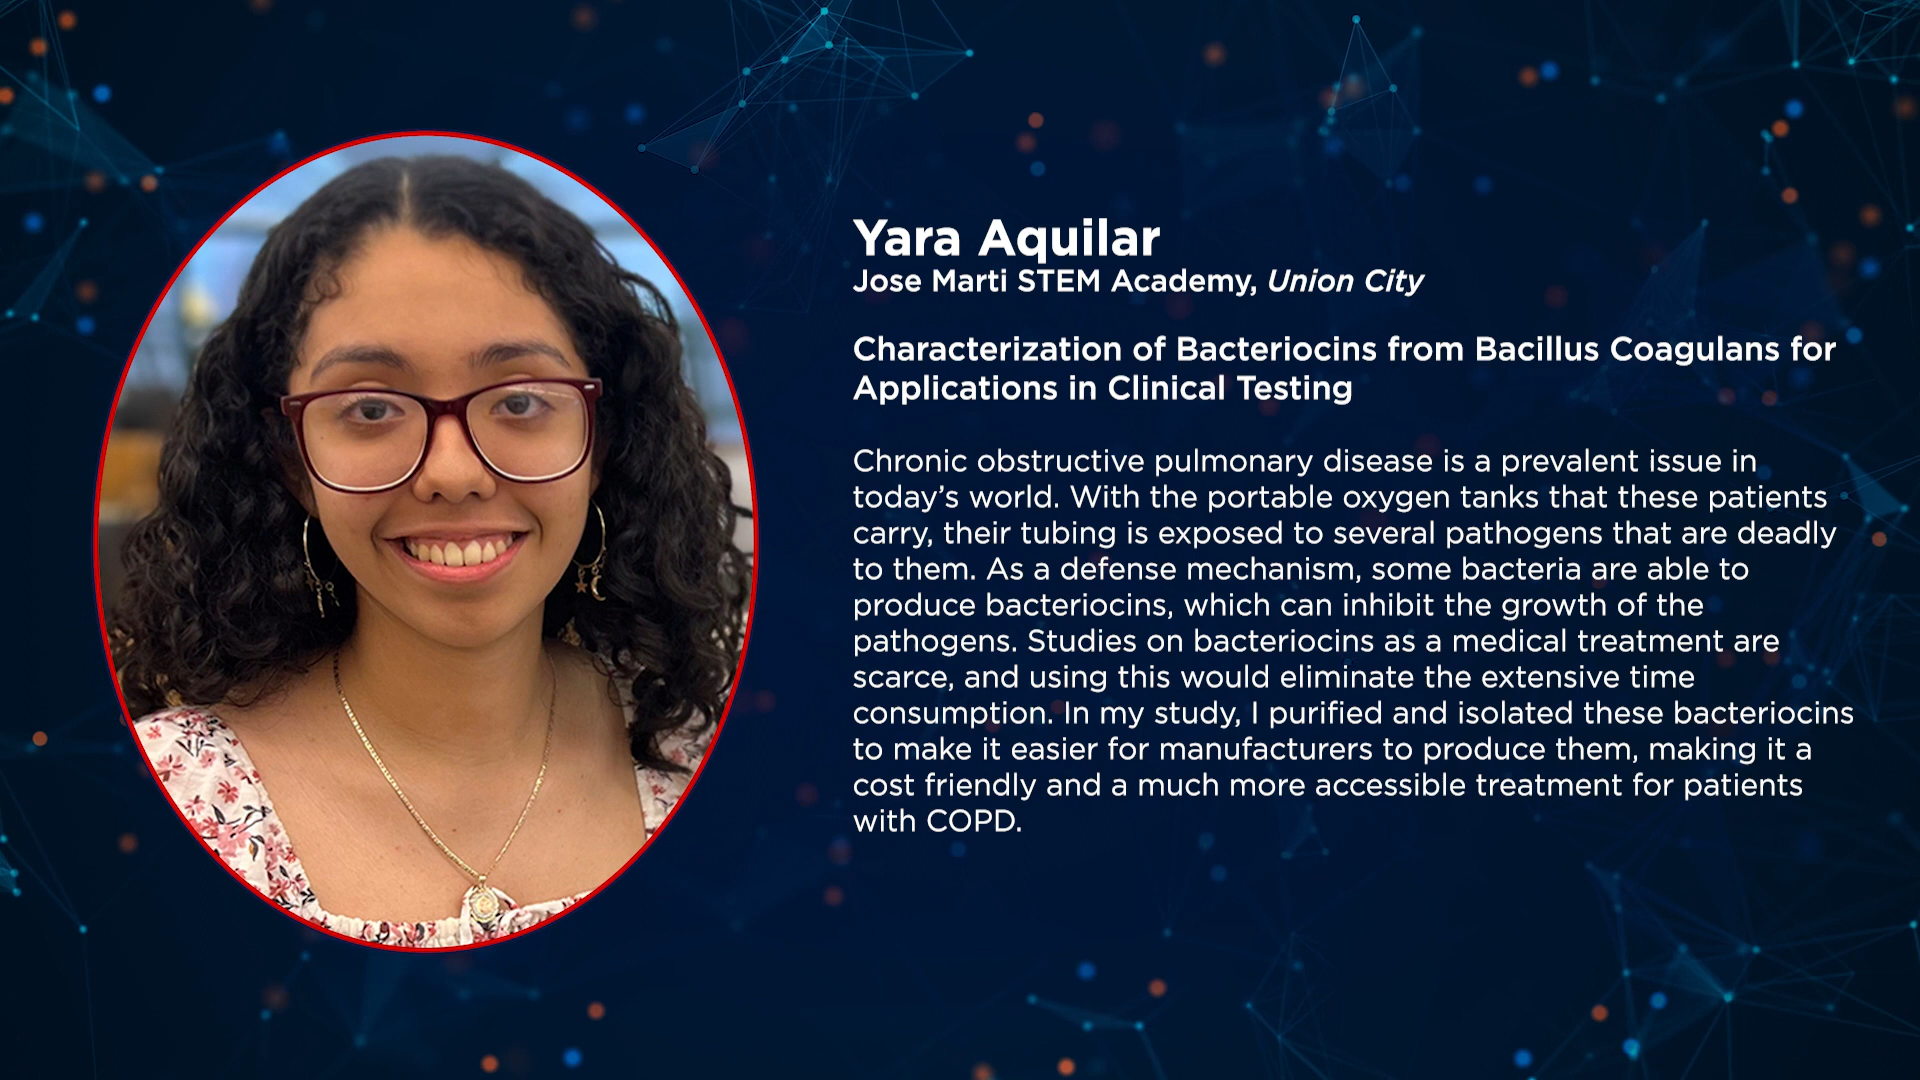 Yara Aquilar
Jose Marti STEM Academy, Union City
Characterization of Bacteriocins from Bacillus Coagulans for
Applications in Clinical Testing
Chronic obstructive pulmonary disease is a prevalent issue in
today’s world. With the portable oxygen tanks that these patients
carry, their tubing is exposed to several pathogens that are deadly
to them. As a defense mechanism, some bacteria are able to
produce bacteriocins, which can inhibit the growth of the
pathogens. Studies on bacteriocins as a medical treatment are
scarce, and using this would eliminate the extensive time
consumption. In my study, I purified and isolated these bacteriocins
to make it easier for manufacturers to produce them, making it a
cost friendly and a much more accessible treatment for patients
with COPD.